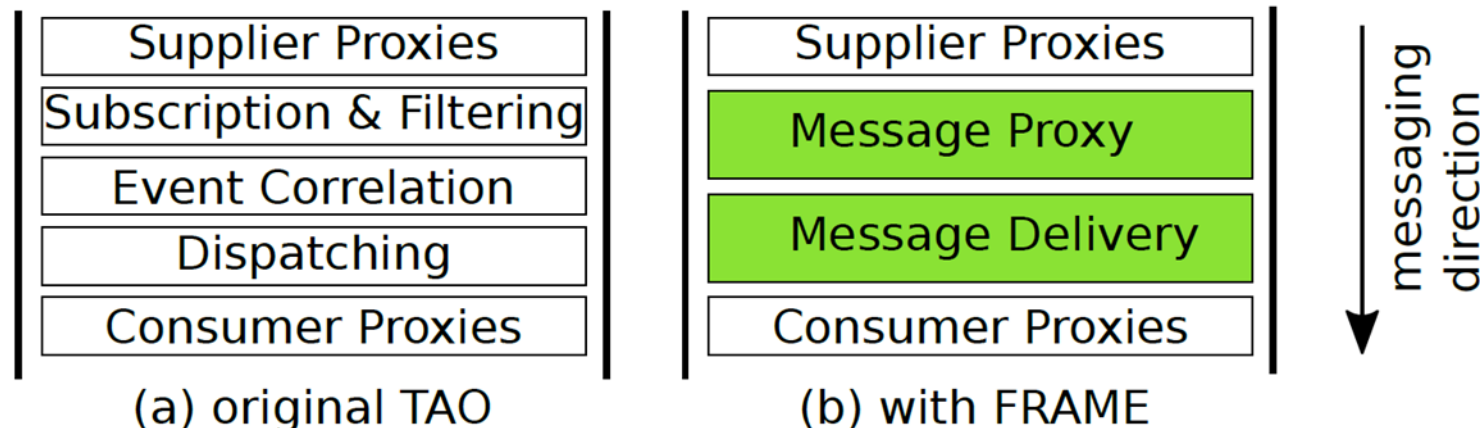 Supplier Proxies
Subscription & Filtering
Event Correlation
Dispatching
Consumer Proxies
(a) original TAO
Supplier Proxies
Message Proxy
Message Delivery
Consumer Proxies
(b) with FRAME
messaging
direction